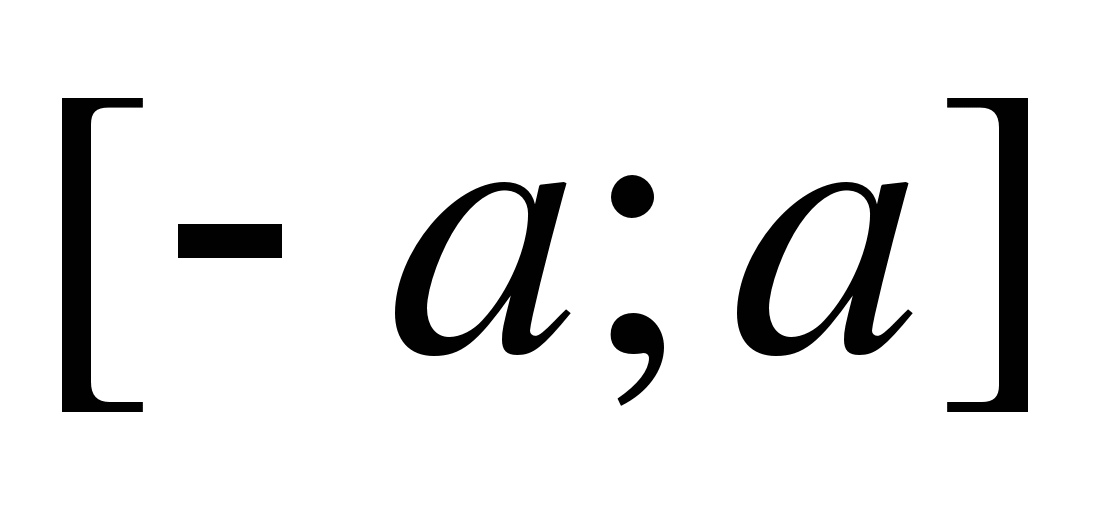 [- a; a]